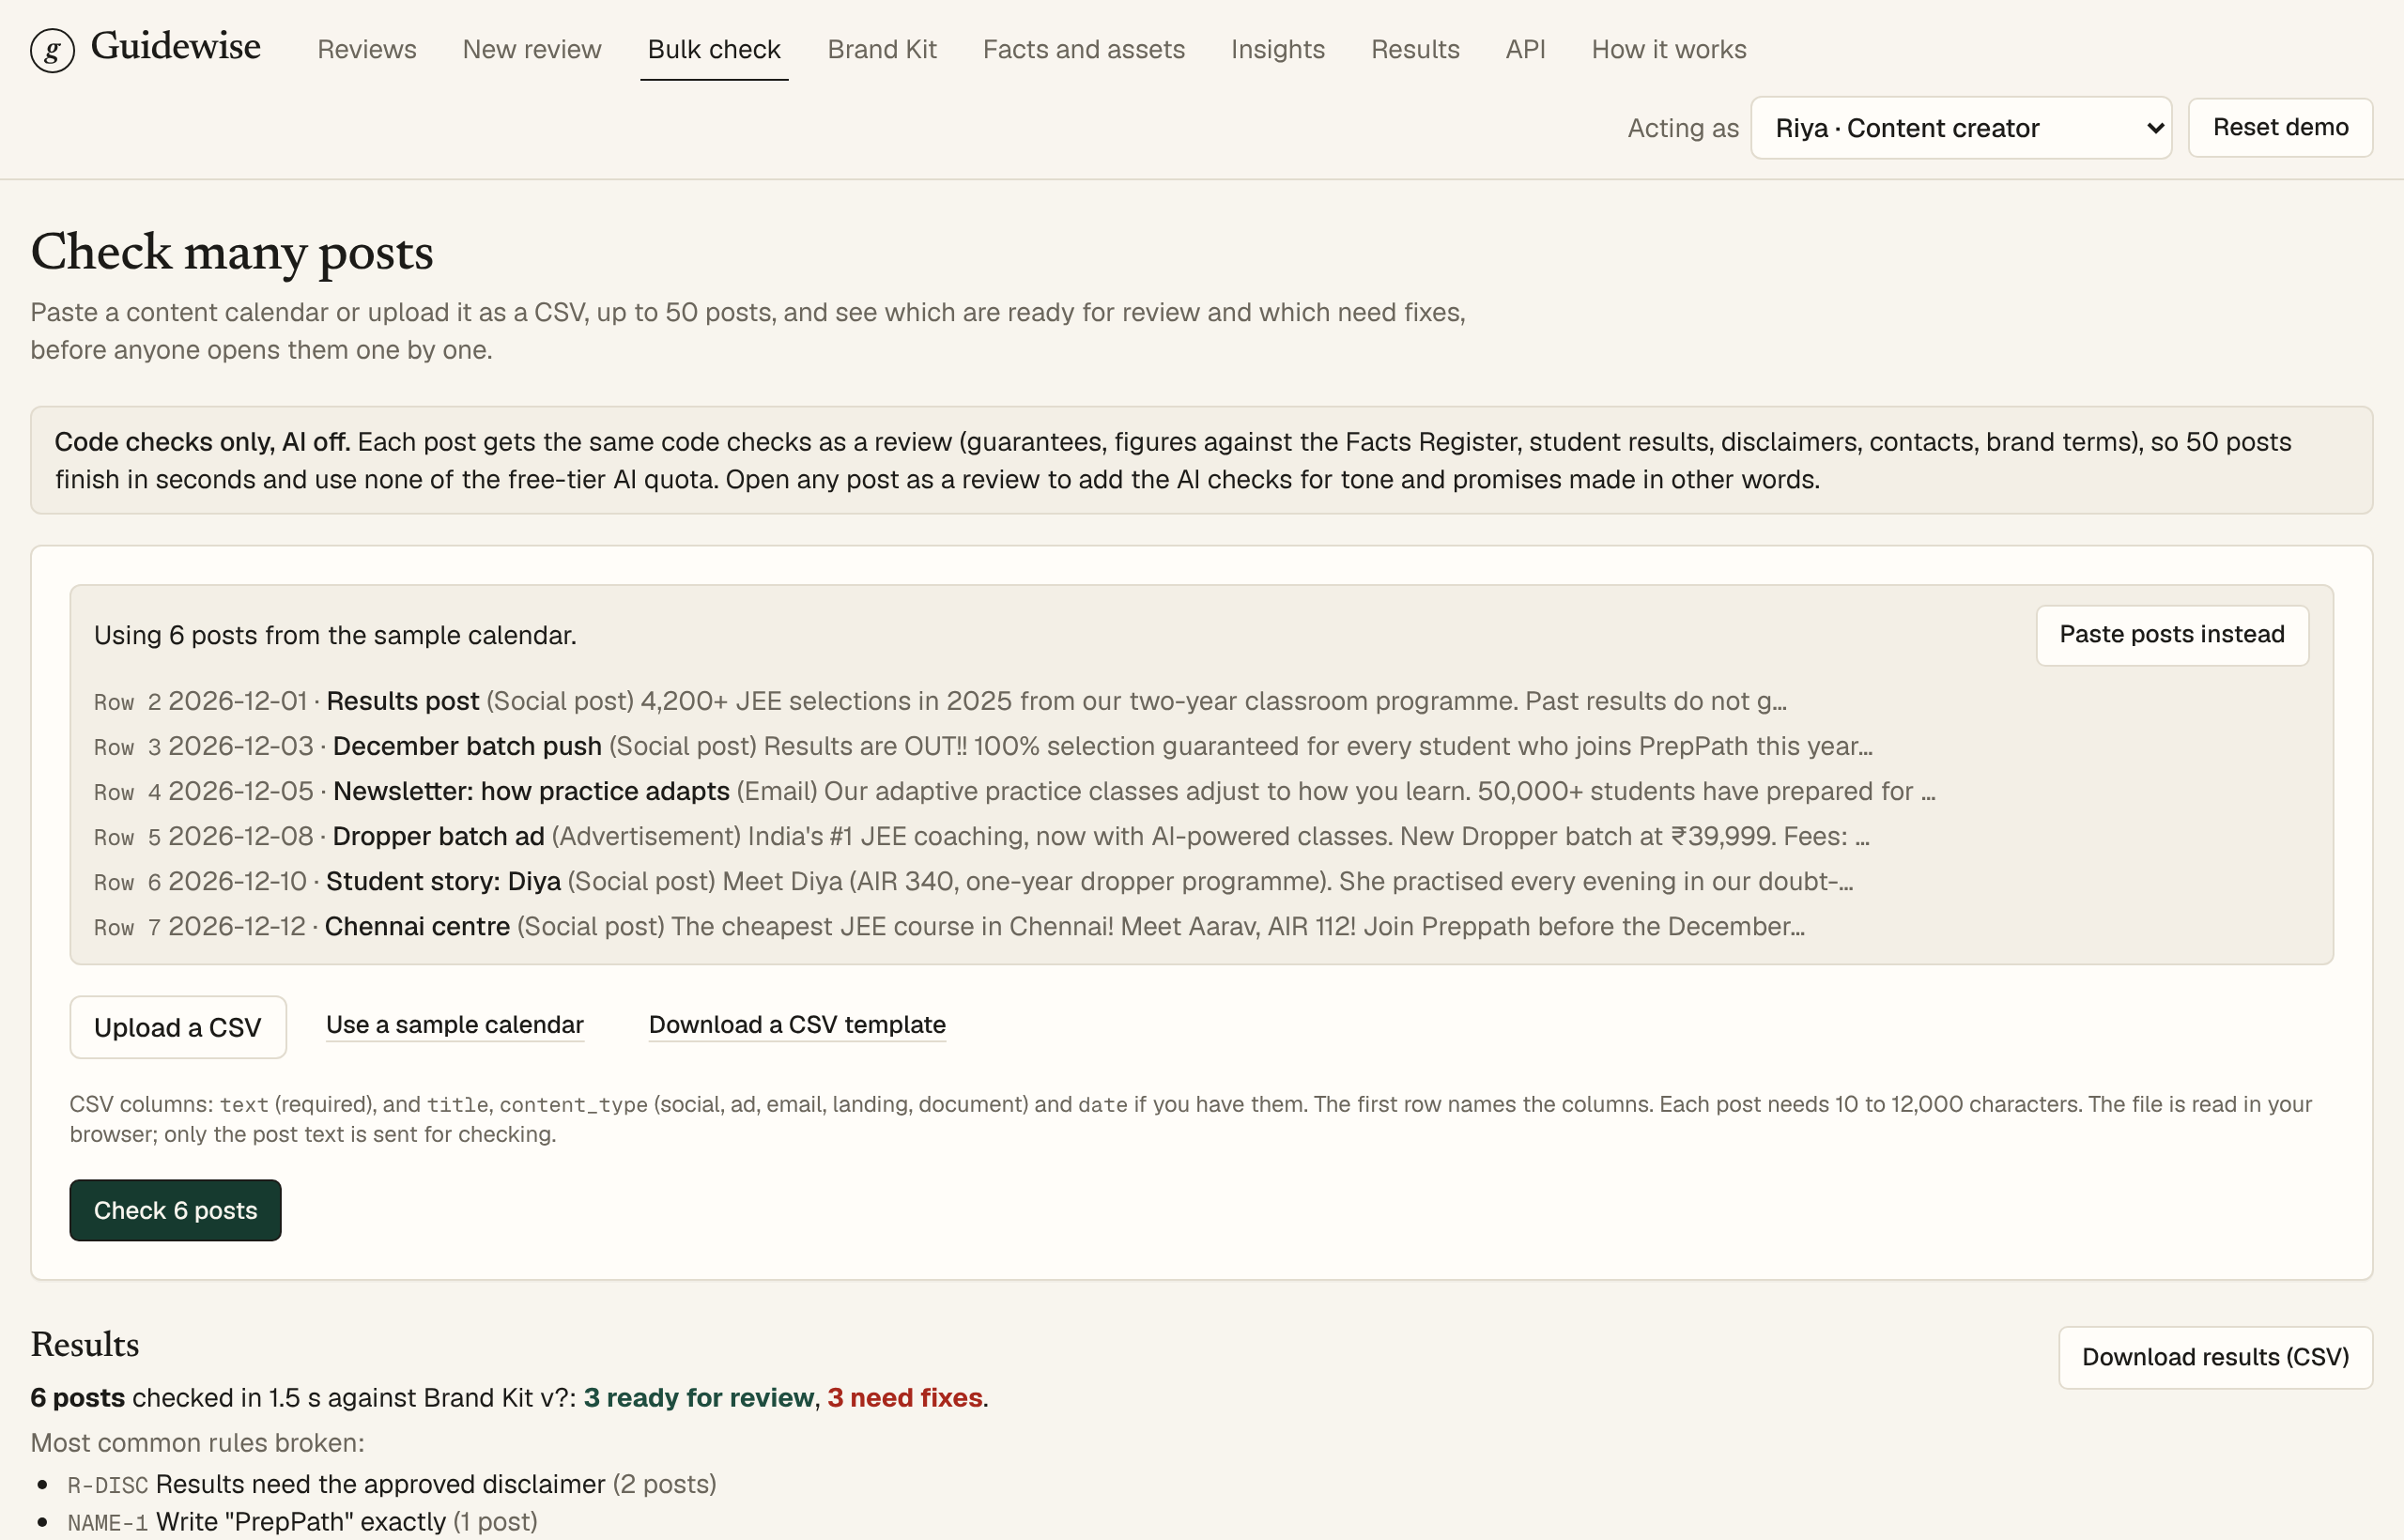 g Guidewise Reviews New review Bulk check Brand Kit Facts and assets Insights Results API How it works
Acting as Riya · Content creator Reset demo
Check many posts
Paste a content calendar or upload it as a CSV, up to 50 posts, and see which are ready for review and which need fixes,
before anyone opens them one by one.
Code checks only, AI off. Each post gets the same code checks as a review (guarantees, figures against the Facts Register, student results, disclaimers, contacts, brand terms), so 50 posts
finish in seconds and use none of the free-tier AI quota. Open any post as a review to add the AI checks for tone and promises made in other words.
Using 6 posts from the sample calendar. Paste posts instead
Row 2 2026-12-01 · Results post (Social post) 4,200+ JEE selections in 2025 from our two-year classroom programme. Past results do not g…
Row 3 2026-12-03 · December batch push (Social post) Results are OUT!! 100% selection guaranteed for every student who joins PrepPath this year…
Row 4 2026-12-05 · Newsletter: how practice adapts (Email) Our adaptive practice classes adjust to how you learn. 50,000+ students have prepared for …
Row 5 2026-12-08 · Dropper batch ad (Advertisement) India's #1 JEE coaching, now with AI-powered classes. New Dropper batch at ₹39,999. Fees: …
Row 6 2026-12-10 · Student story: Diya (Social post) Meet Diya (AIR 340, one-year dropper programme). She practised every evening in our doubt-…
Row 7 2026-12-12 · Chennai centre (Social post) The cheapest JEE course in Chennai! Meet Aarav, AIR 112! Join Preppath before the December…
Upload a CSV Use a sample calendar Download a CSV template
CSV columns: text (required), and title, content_type (social, ad, email, landing, document) and date if you have them. The first row names the columns. Each post needs 10 to 12,000 characters. The file is read in your
browser; only the post text is sent for checking.
Check 6 posts
Results Download results (CSV)
6 posts checked in 1.5 s against Brand Kit v?: 3 ready for review, 3 need fixes.
Most common rules broken:
• R-DISC Results need the approved disclaimer (2 posts)
• NAME-1 Write "PrepPath" exactly (1 post)